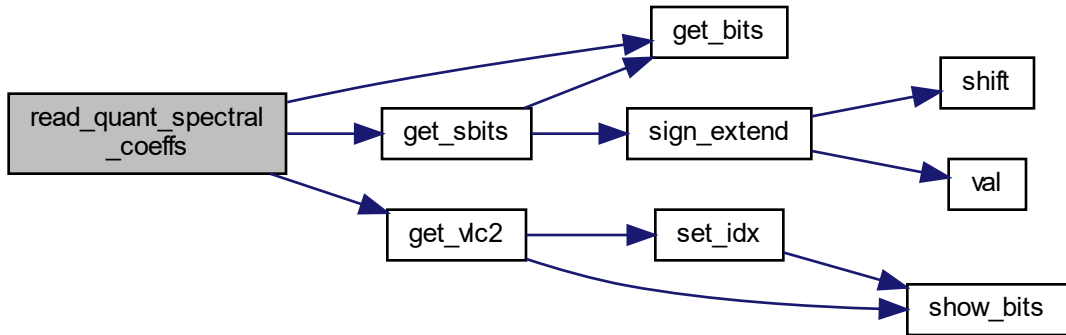 read_quant_spectral
_coeffs
get_bits
get_sbits
get_vlc2
sign_extend
set_idx
shift
val
show_bits